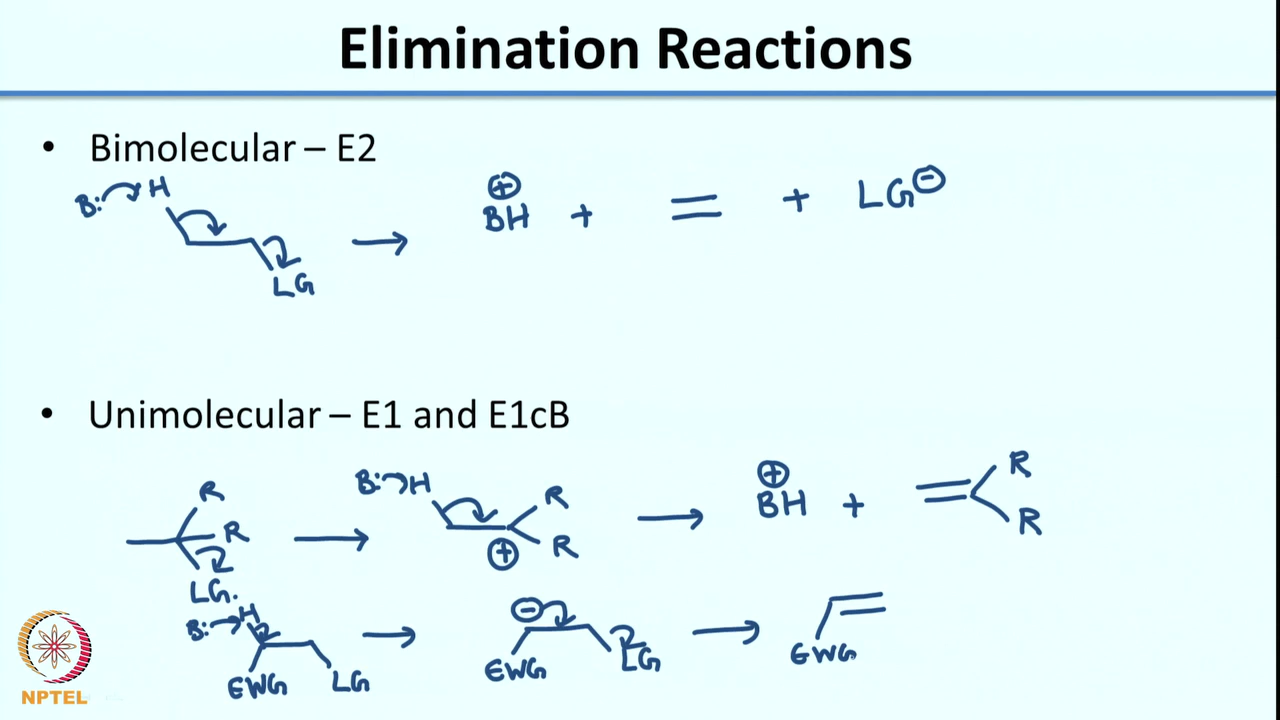 Elimination Reactions
• Bimolecular – E2
B: H
LG
⊕
BH + = + LG⊖
• Unimolecular – E1 and E1cB
R
R
LG.
B: H
R
R
⊕
⊕
BH +
R
R
B: H
EWG LG
⊖
EWG LG
EWG
NPTEL